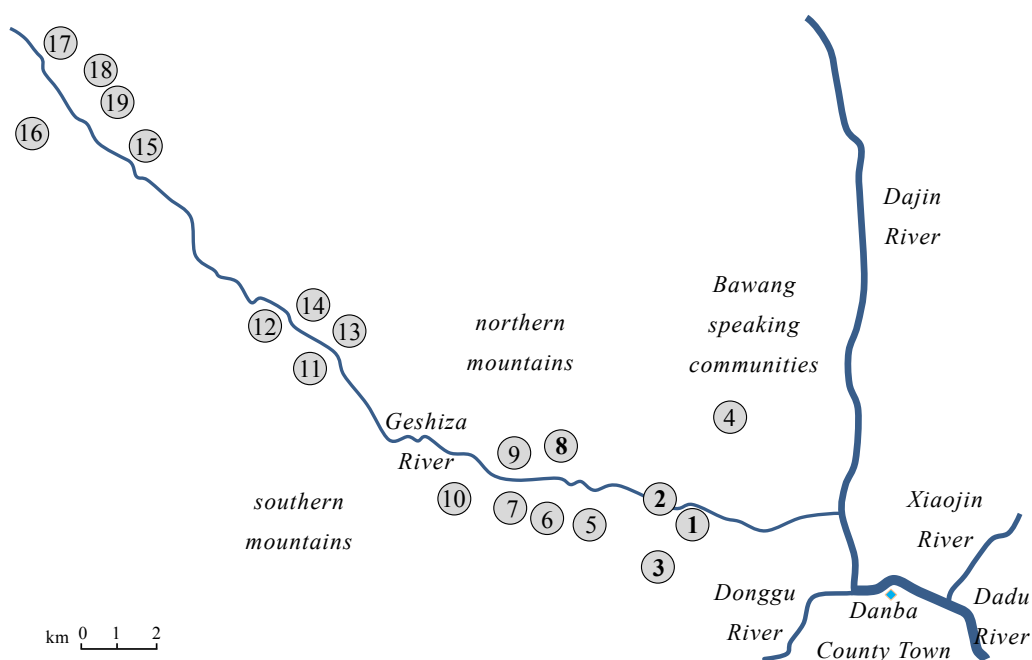 17
18
19
16
15
Dajin
River
14
12
13
11
Bawang
speaking
communities
northern
mountains
4
Geshiza
River
9
8
10
7
6
5
2
1
3
southern
mountains
Xiaojin
River
Donggu
River
Danba
County Town
Dadu
River
km 0 1 2